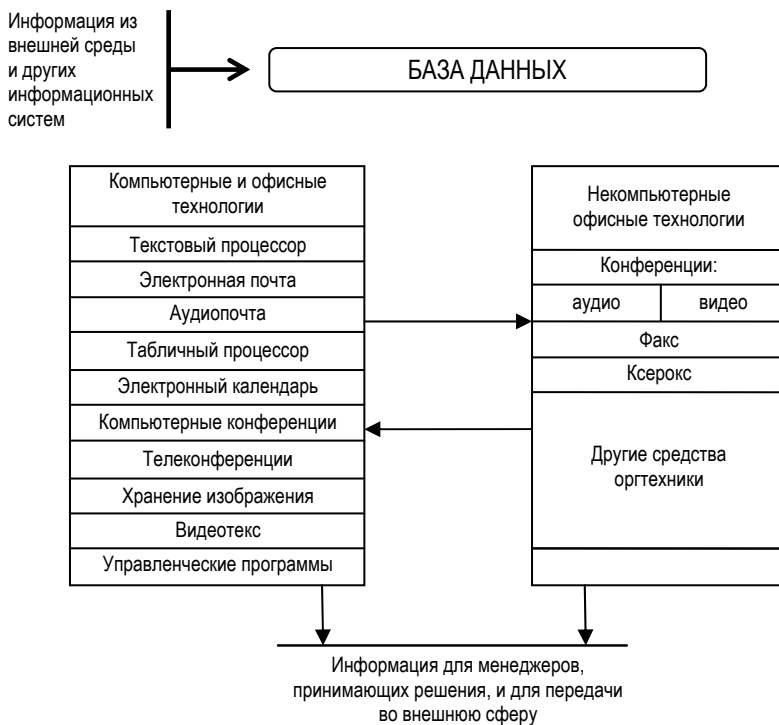 Информация из
внешней среды
и других
информационных
систем
БАЗА ДАННЫХ
Компьютерные и офисные
технологии
Текстовый процессор
Электронная почта
Аудиопочта
Табличный процессор
Электронный календарь
Компьютерные конференции
Телеконференции
Хранение изображения
Видеотекс
Управленческие программы
Некомпьютерные
офисные технологии
Конференции:
аудио
видео
Факс
Ксерокс
Другие средства
оргтехники
Информация для менеджеров,
принимающих решения, и для передачи
во внешнюю сферу